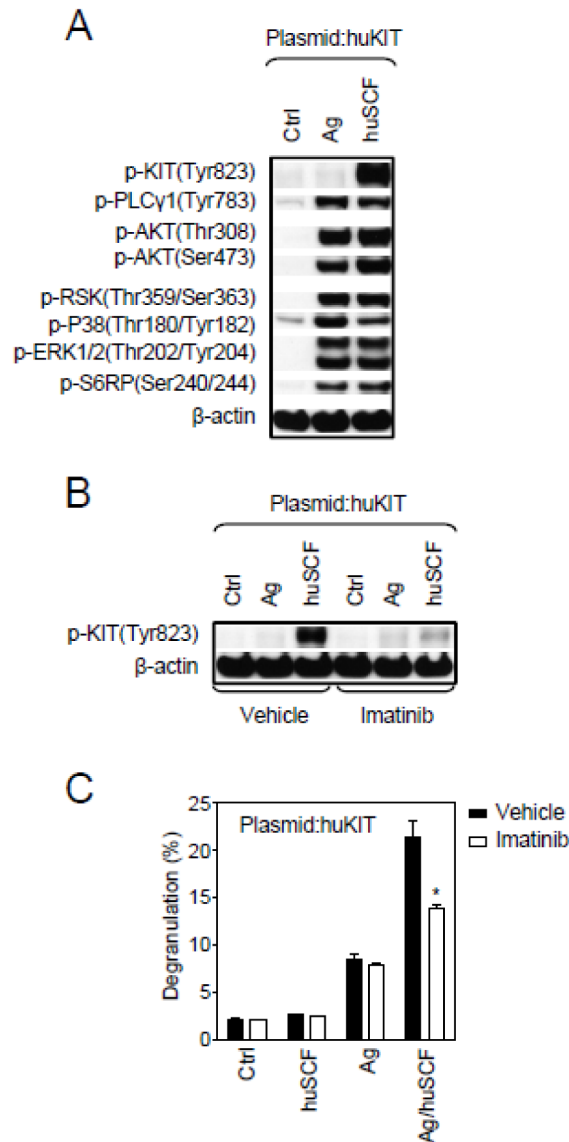 A
Plasmid:huKIT
Ctrl Ag huSCF
p-KIT(Tyr823)
p-PLCγ1(Tyr783)
p-AKT(Thr308)
p-AKT(Ser473)
p-RSK(Thr359/Ser363)
p-P38(Thr180/Tyr182)
p-ERK1/2(Thr202/Tyr204)
p-S6RP(Ser240/244)
β-actin
B
Plasmid:huKIT
Ctrl Ag huSCF Ctrl Ag huSCF
p-KIT(Tyr823)
β-actin
Vehicle Imatinib
C
Plasmid:huKIT
Vehicle
Imatinib
Degranulation (%)
25
20
15
10
5
0
*
Ctrl huSCF Ag Ag/huSCF